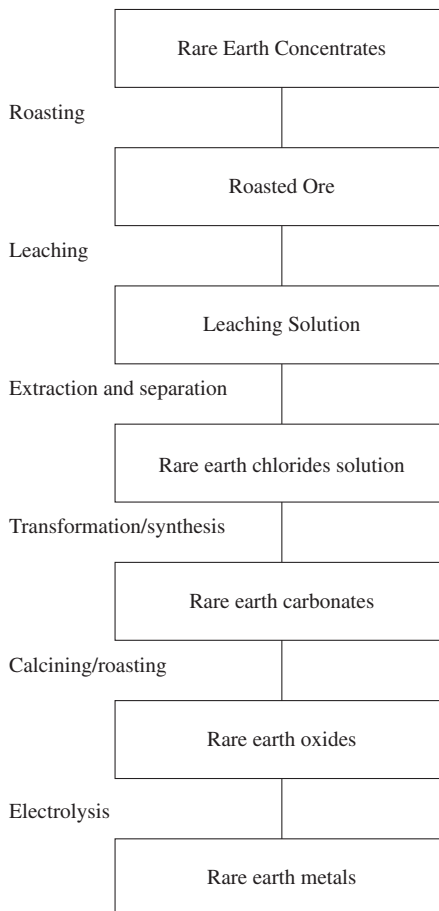 Rare Earth Concentrates
Roasting
Roasted Ore
Leaching
Leaching Solution
Extraction and separation
Rare earth chlorides solution
Transformation/synthesis
Rare earth carbonates
Calcining/roasting
Rare earth oxides
Electrolysis
Rare earth metals